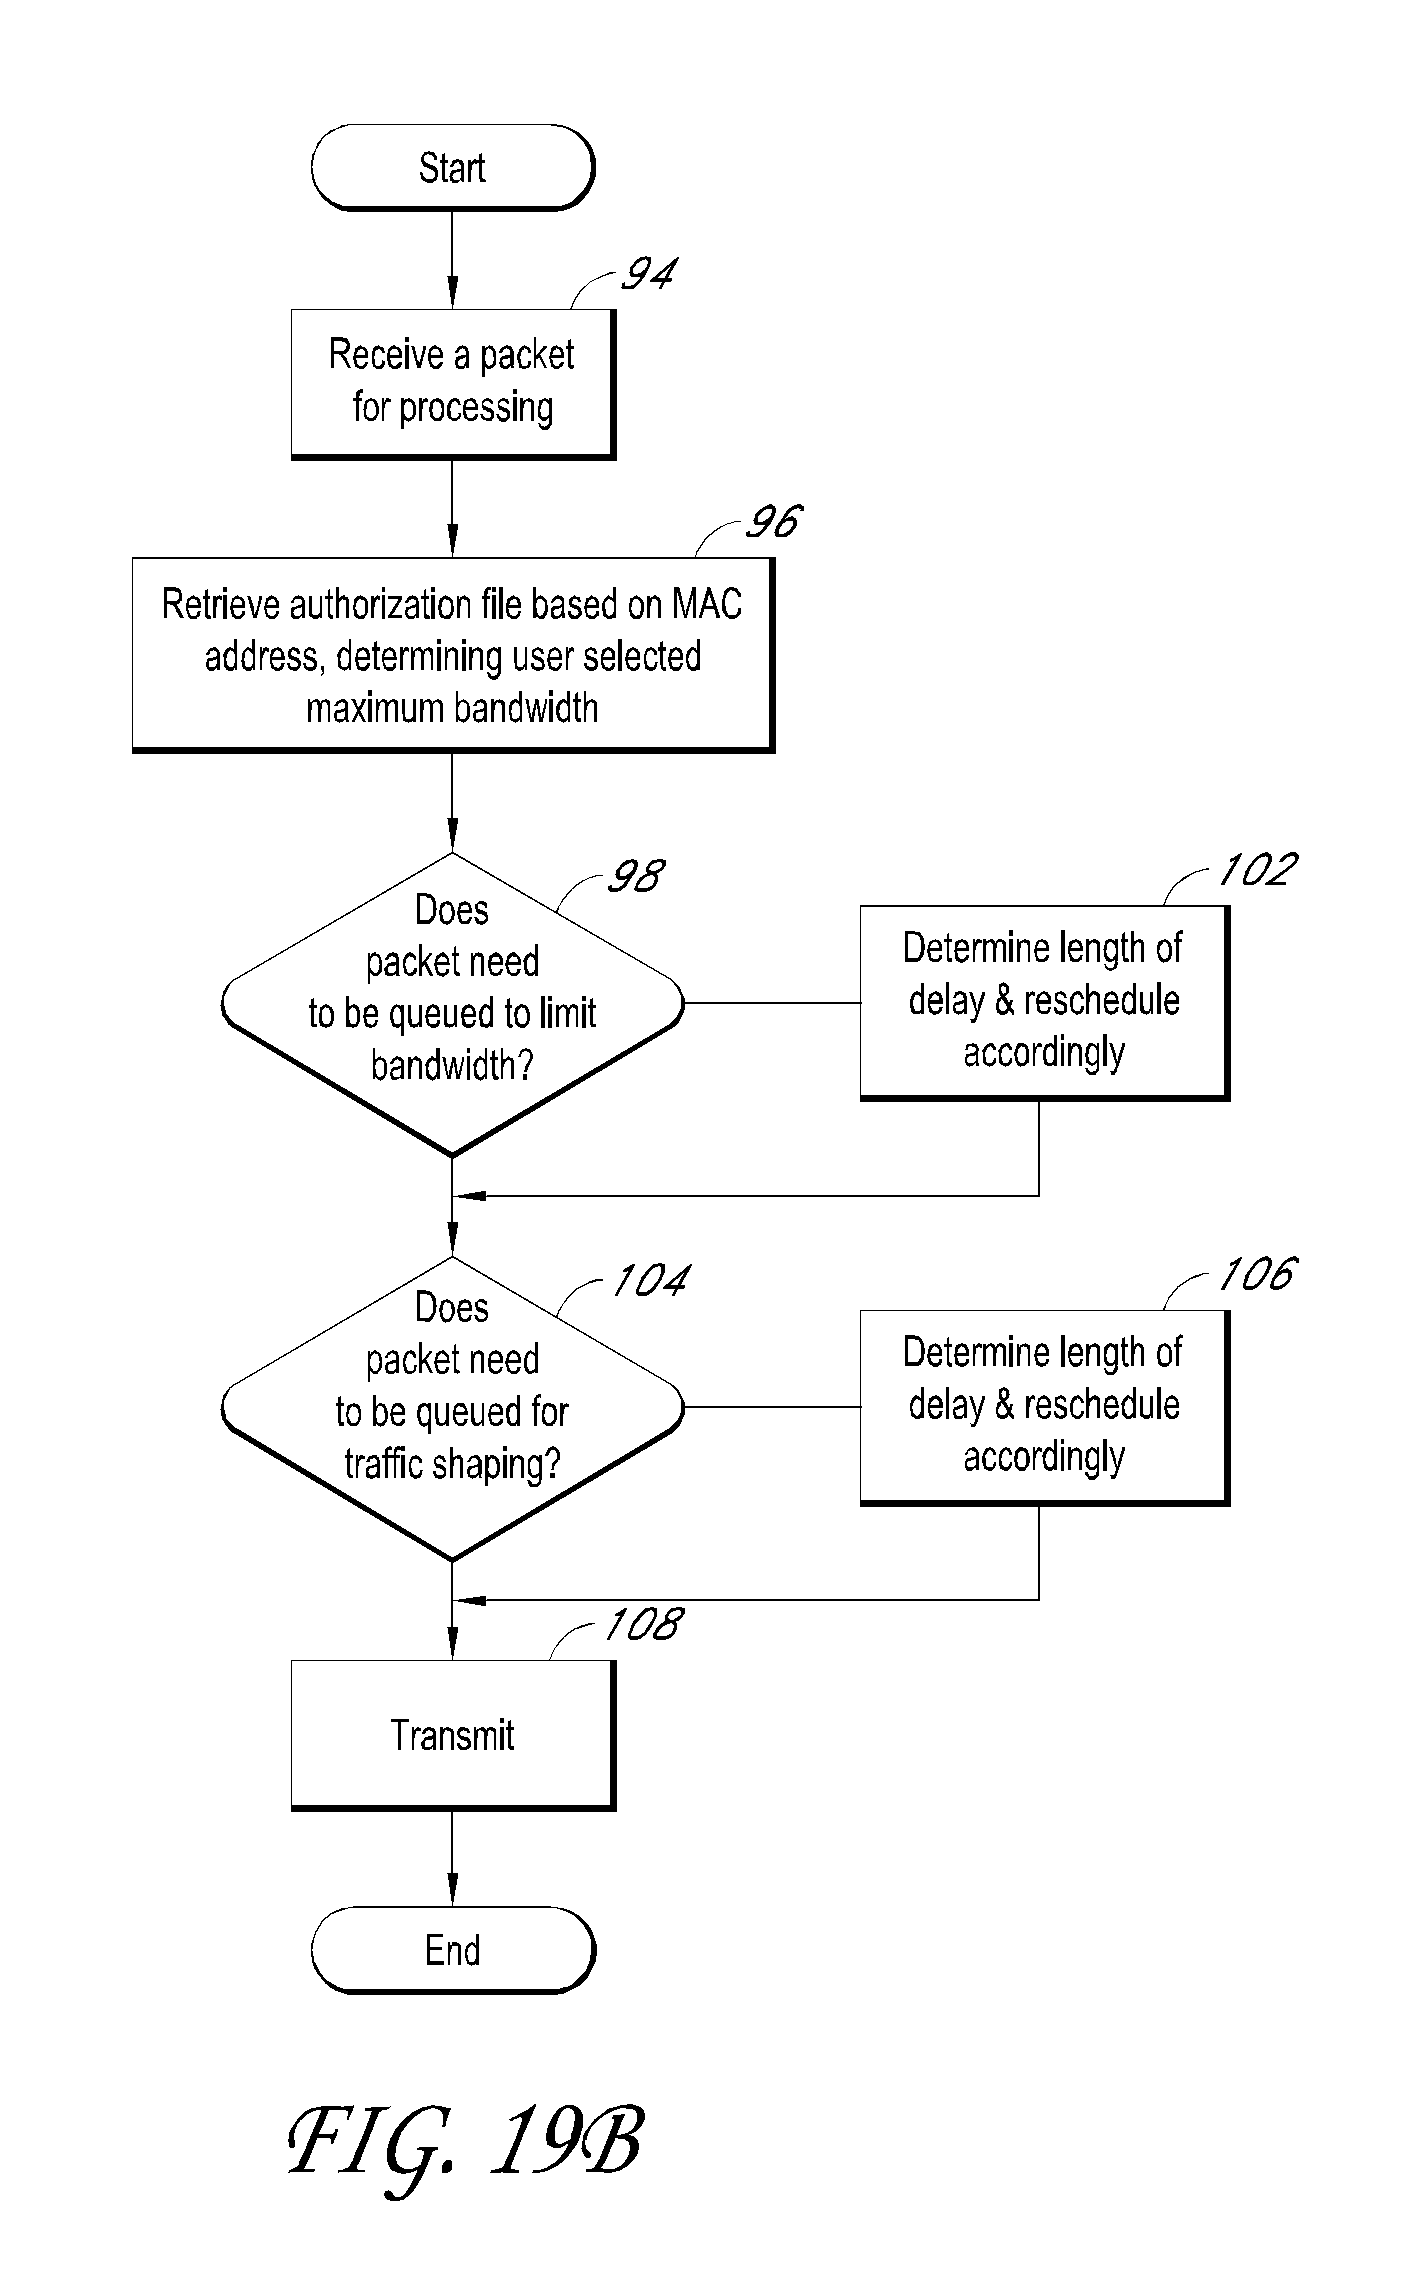 Start
94
Receive a packet
for processing
96
Retrieve authorization file based on MAC
address, determining user selected
maximum bandwidth
98
Does
packet need
to be queued to limit
bandwidth?
102
Determine length of
delay & reschedule
accordingly
104
Does
packet need
to be queued for
traffic shaping?
106
Determine length of
delay & reschedule
accordingly
108
Transmit
End
FIG. 19B